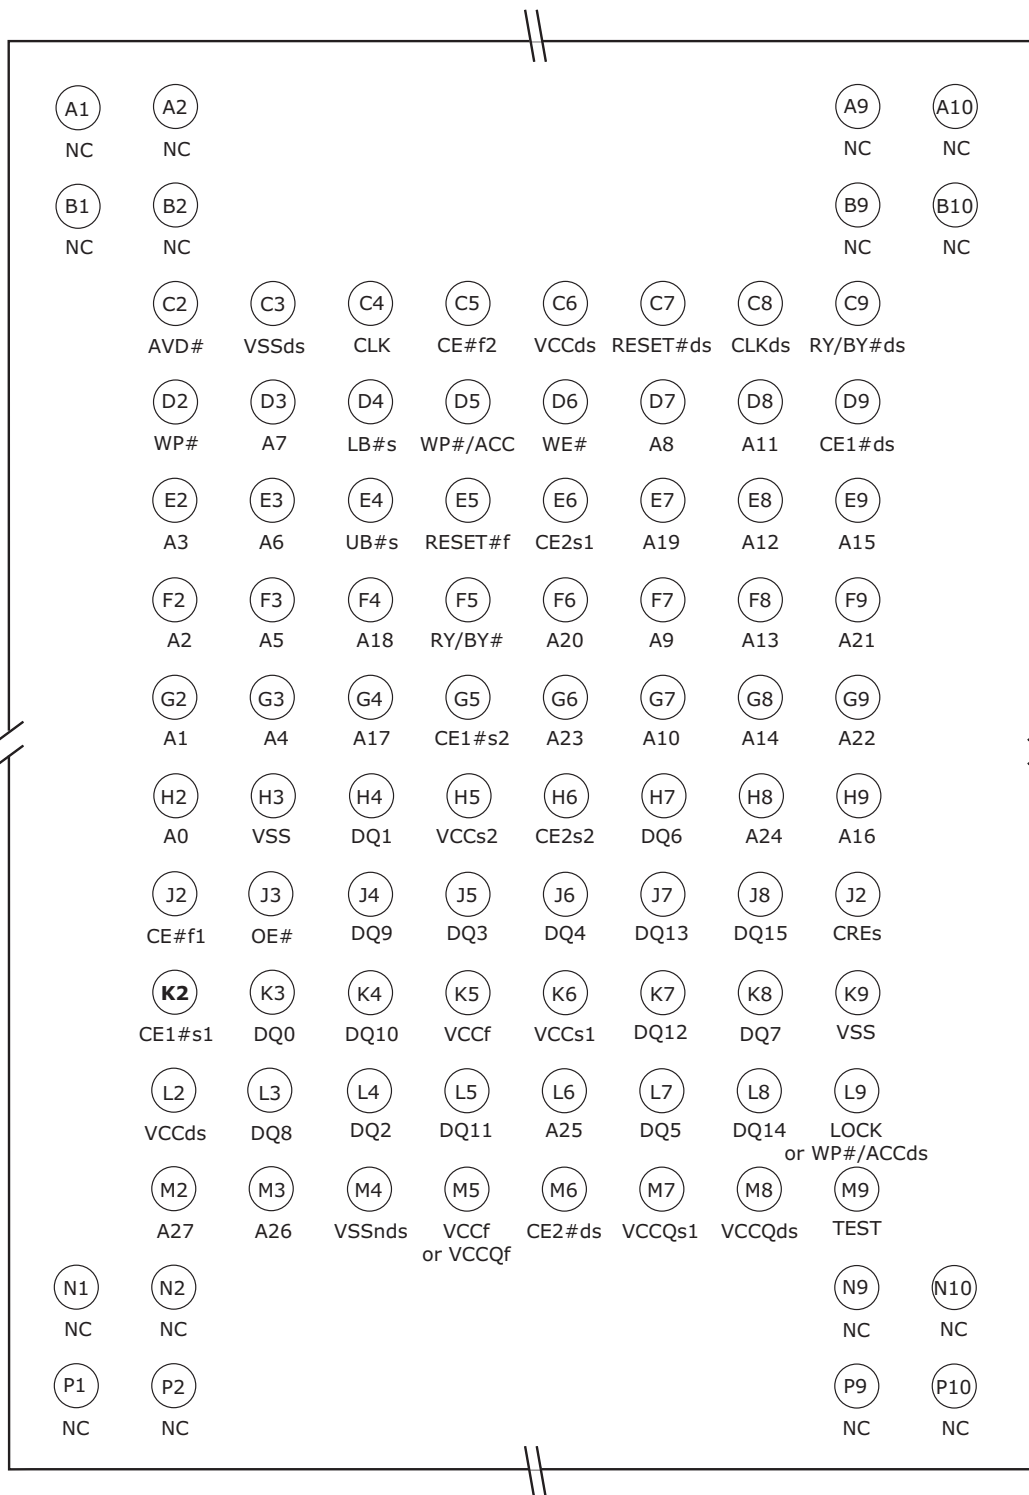 A1 A2 A9 A10
NC NC NC NC
B1 B2 B9 B10
NC NC NC NC
C2 C3 C4 C5 C6 C7 C8 C9
AVD# VSSds CLK CE#f2 VCCds RESET#ds CLKds RY/BY#ds
D2 D3 D4 D5 D6 D7 D8 D9
WP# A7 LB#s WP#/ACC WE# A8 A11 CE1#ds
E2 E3 E4 E5 E6 E7 E8 E9
A3 A6 UB#s RESET#f CE2s1 A19 A12 A15
F2 F3 F4 F5 F6 F7 F8 F9
A2 A5 A18 RY/BY# A20 A9 A13 A21
G2 G3 G4 G5 G6 G7 G8 G9
A1 A4 A17 CE1#s2 A23 A10 A14 A22
H2 H3 H4 H5 H6 H7 H8 H9
A0 VSS DQ1 VCCs2 CE2s2 DQ6 A24 A16
J2 J3 J4 J5 J6 J7 J8 J2
CE#f1 OE# DQ9 DQ3 DQ4 DQ13 DQ15 CREs
K2 K3 K4 K5 K6 K7 K8 K9
CE1#s1 DQ0 DQ10 VCCf VCCs1 DQ12 DQ7 VSS
L2 L3 L4 L5 L6 L7 L8 L9
VCCds DQ8 DQ2 DQ11 A25 DQ5 DQ14 LOCK
or WP#/ACCds
M2 M3 M4 M5 M6 M7 M8 M9
A27 A26 VSSnds VCCf CE2#ds VCCQs1 VCCQds TEST
or VCCQf
N1 N2 N9 N10
NC NC NC NC
P1 P2 P9 P10
NC NC NC NC